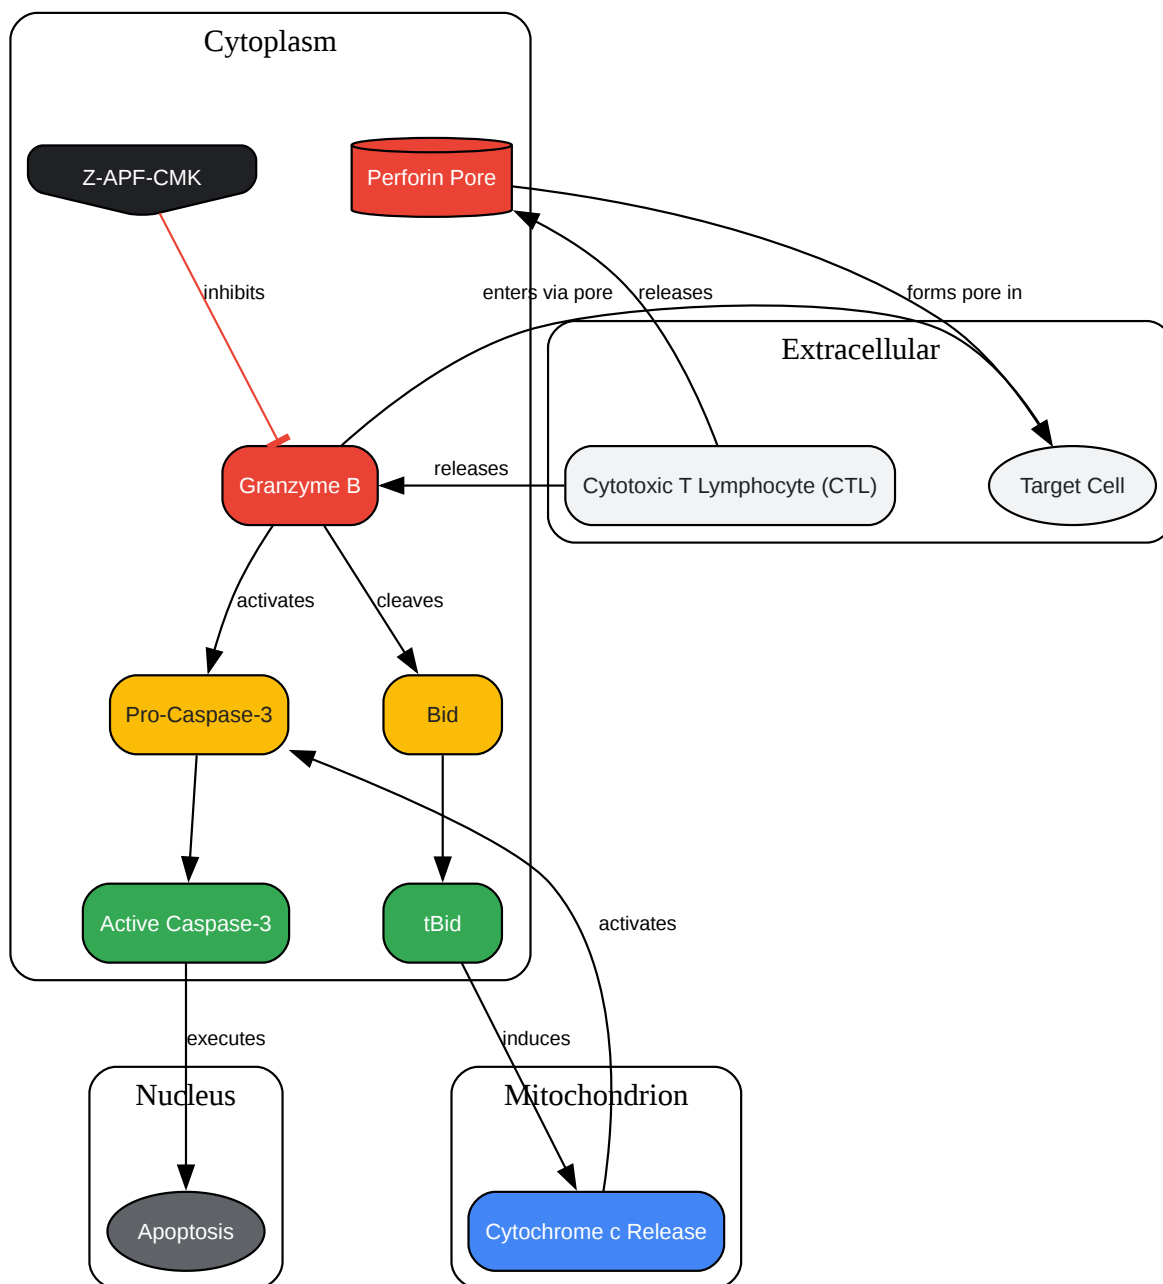 Cytoplasm
Z-APF-CMK
Perforin Pore
inhibits
enters via pore
releases
forms pore in
Extracellular
Granzyme B
releases
Cytotoxic T Lymphocyte (CTL)
Target Cell
activates
cleaves
Pro-Caspase-3
Bid
Active Caspase-3
tBid
activates
executes
induces
Nucleus
Mitochondrion
Apoptosis
Cytochrome c Release